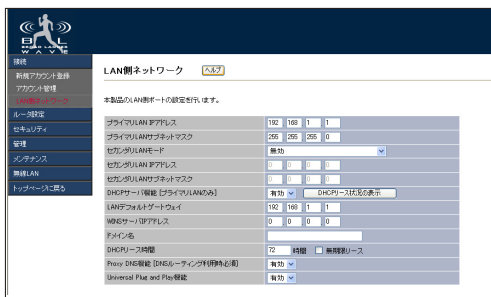 BRL
WAVE
接続
新規アカウント登録
アカウント管理
LAN側ネットワーク
ルータ設定
セキュリティ
管理
メンテナンス
無線LAN
トップページに戻る
LAN側ネットワーク ヘルプ
本製品のLAN側ポートの設定を行います。
プライマリLAN IPアドレス 192 168 1 1
プライマリLANサブネットマスク 255 255 255 0
セカンダリLANモード 無効
セカンダリLAN IPアドレス 0 0 0 0
セカンダリLANサブネットマスク 0 0 0 0
DHCPサーバ機能 [プライマリLANのみ] 有効 DHCPリース状況の表示
LANデフォルトゲートウェイ 192 168 1 1
WINSサーバIPアドレス 0 0 0 0
ドメイン名
DHCPリース時間 72 時間 無期限リース
Proxy DNS機能 [DNSルーティング利用時必須] 有効
Universal Plug and Play機能 有効